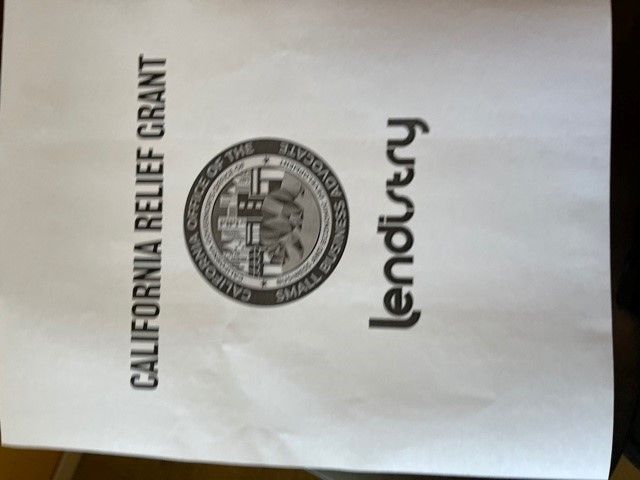 CALIFORNIA RELIEF GRANT
CALIFORNIA OFFICE OF THE
SMALL BUSINESS ADVOCATE
lendistry